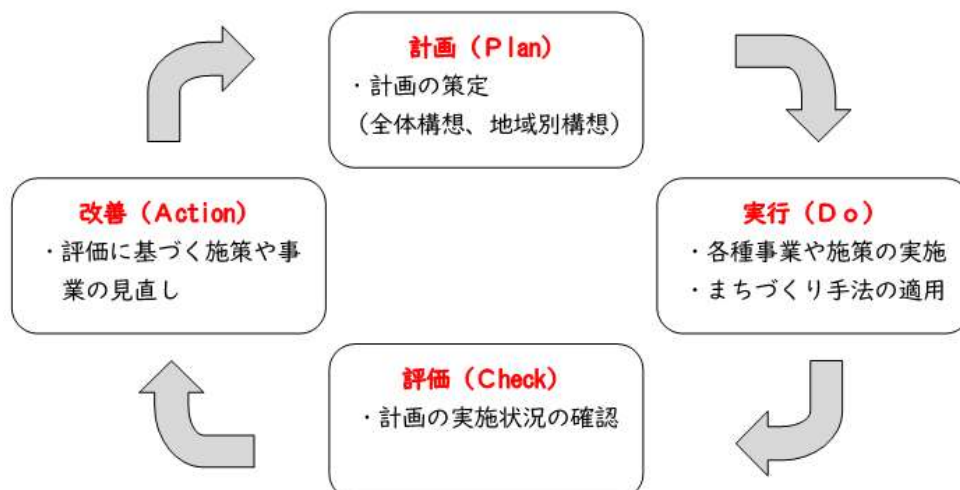 計画（Plan）
・計画の策定
（全体構想、地域別構想）
改善（Action）
・評価に基づく施策や事
業の見直し
実行（Ｄｏ）
・各種事業や施策の実施
・まちづくり手法の適用
評価（Check）
・計画の実施状況の確認